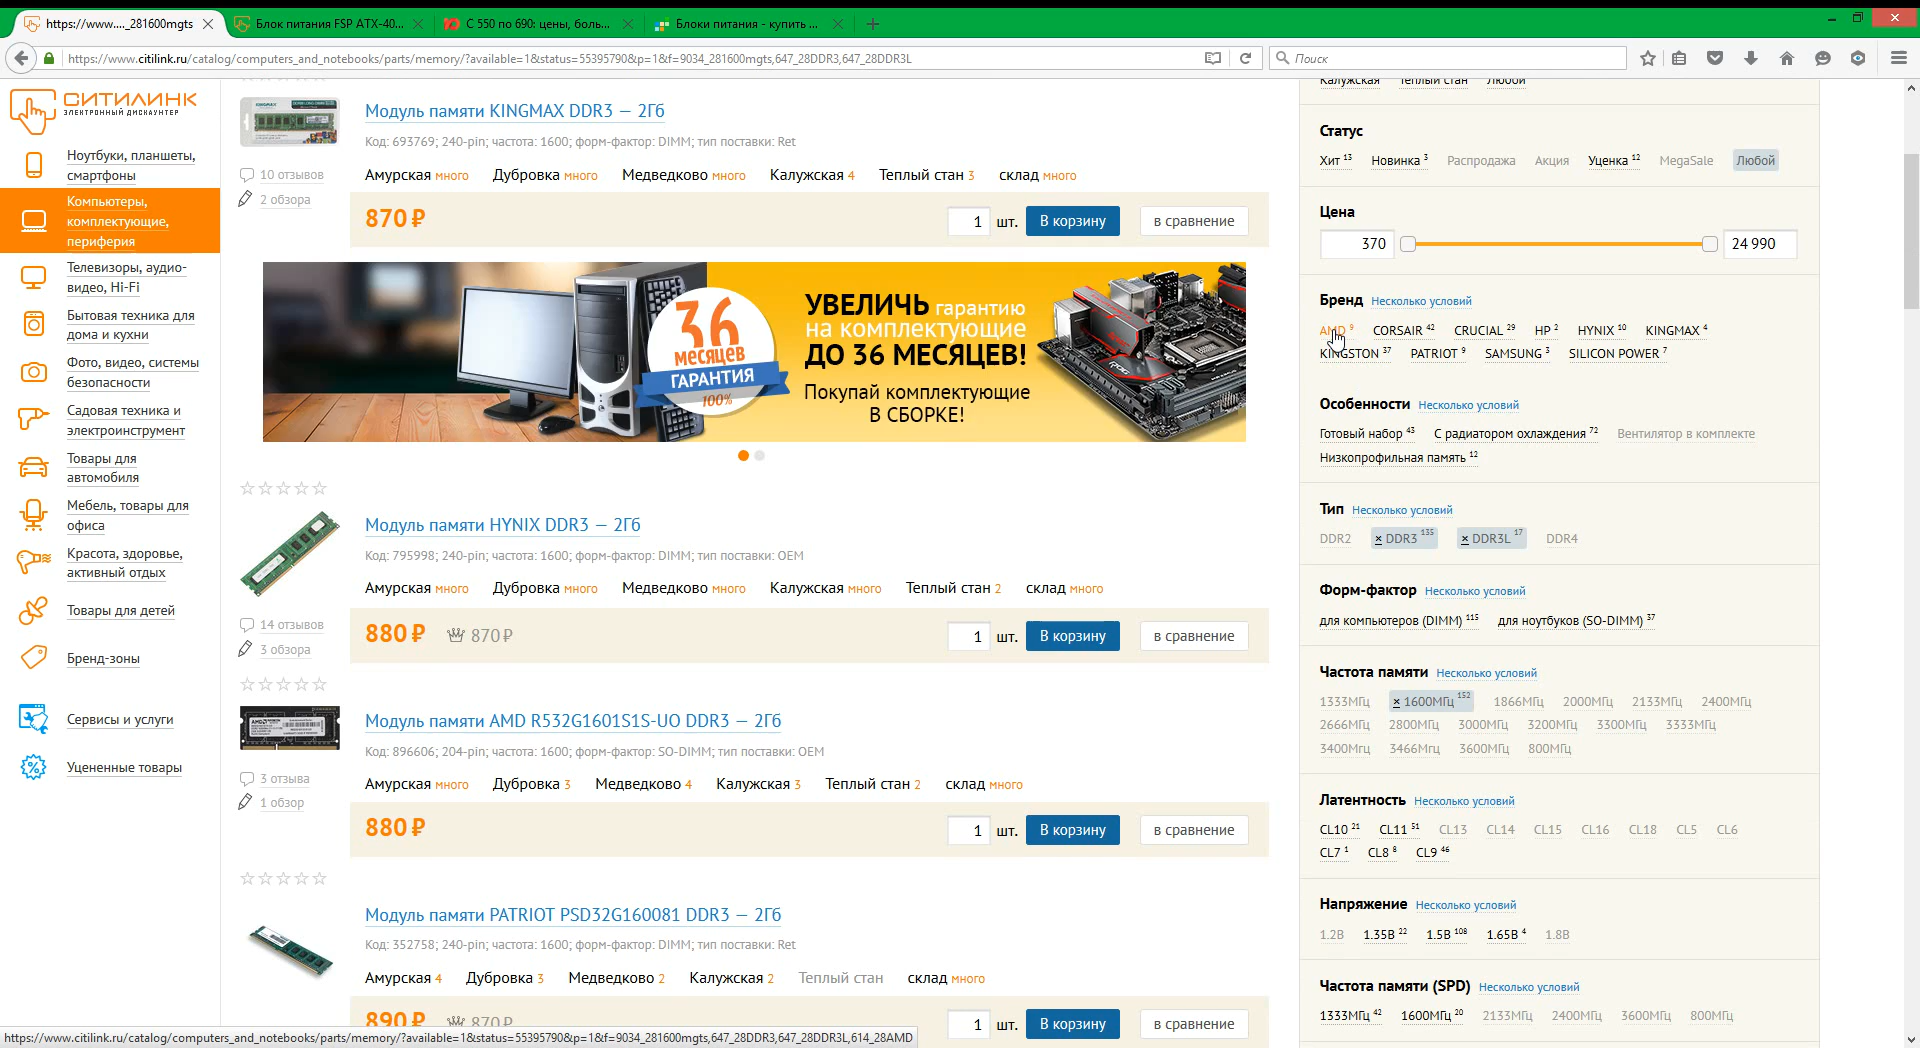 https://www...._281600mgts
Блок питания FSP ATX-40...
С 550 по 690: цены, боль...
Блоки питания - купить ...
https://www.citilink.ru/catalog/computers_and_notebooks/parts/memory/?available=1&status=55395790&p=1&f=9034_281600mgts,647_28DDR3,647_28DDR3L
Поиск
СИТИЛИНК
ЭЛЕКТРОННЫЙ ДИСКАУНТЕР
Ноутбуки, планшеты,
смартфоны
Компьютеры,
комплектующие,
периферия
Телевизоры, аудио-
видео, Hi-Fi
Бытовая техника для
дома и кухни
Фото, видео, системы
безопасности
Садовая техника и
электроинструмент
Товары для
автомобиля
Мебель, товары для
офиса
Красота, здоровье,
активный отдых
Товары для детей
Бренд-зоны
Сервисы и услуги
Уцененные товары
Модуль памяти KINGMAX DDR3 — 2Гб
Код: 693769; 240-pin; частота: 1600; форм-фактор: DIMM; тип поставки: Ret
10 отзывов
2 обзора
Амурская много Дубровка много Медведково много Калужская 4 Теплый стан 3 склад много
870 ₽ 1 шт. В корзину в сравнение
36
месяцев
ГАРАНТИЯ
100%
УВЕЛИЧЬ гарантию
на комплектующие
ДО 36 МЕСЯЦЕВ!
Покупай комплектующие
В СБОРКЕ!
Модуль памяти HYNIX DDR3 — 2Гб
Код: 795998; 240-pin; частота: 1600; форм-фактор: DIMM; тип поставки: OEM
Амурская много Дубровка много Медведково много Калужская много Теплый стан 2 склад много
14 отзывов
3 обзора
880 ₽ 870 ₽ 1 шт. В корзину в сравнение
AMD
Модуль памяти AMD R532G1601S1S-UO DDR3 — 2Гб
Код: 896606; 204-pin; частота: 1600; форм-фактор: SO-DIMM; тип поставки: OEM
3 отзыва
1 обзор
Амурская много Дубровка 3 Медведково 4 Калужская 3 Теплый стан 2 склад много
880 ₽ 1 шт. В корзину в сравнение
Модуль памяти PATRIOT PSD32G160081 DDR3 — 2Гб
Код: 352758; 240-pin; частота: 1600; форм-фактор: DIMM; тип поставки: Ret
Амурская 4 Дубровка 3 Медведково 2 Калужская 2 Теплый стан склад много
890 ₽ 870 ₽ 1 шт. В корзину в сравнение
Калужская Теплый стан Любой
Статус
Хит 13 Новинка 3 Распродажа Акция Уценка 12 MegaSale Любой
Цена
370 24 990
Бренд Несколько условий
AMD 9 CORSAIR 42 CRUCIAL 29 HP 2 HYNIX 10 KINGMAX 4
KINGSTON 37 PATRIOT 9 SAMSUNG 3 SILICON POWER 7
Особенности Несколько условий
Готовый набор 43 С радиатором охлаждения 72 Вентилятор в комплекте
Низкопрофильная память 12
Тип Несколько условий
DDR2 × DDR3 135 × DDR3L 17 DDR4
Форм-фактор Несколько условий
для компьютеров (DIMM) 115 для ноутбуков (SO-DIMM) 37
Частота памяти Несколько условий
1333МГц × 1600МГц 152 1866МГц 2000МГц 2133МГц 2400МГц
2666МГц 2800МГц 3000МГц 3200МГц 3300МГц 3333МГц
3400Мгц 3466Мгц 3600МГц 800МГц
Латентность Несколько условий
CL10 21 CL11 51 CL13 CL14 CL15 CL16 CL18 CL5 CL6
CL7 1 CL8 8 CL9 46
Напряжение Несколько условий
1.2В 1.35В 22 1.5В 108 1.65В 4 1.8В
Частота памяти (SPD) Несколько условий
1333МГц 42 1600МГц 20 2133МГц 2400МГц 3600МГц 800МГц
https://www.citilink.ru/catalog/computers_and_notebooks/parts/memory/?available=1&status=55395790&p=1&f=9034_281600mgts,647_28DDR3,647_28DDR3L,614_28AMD